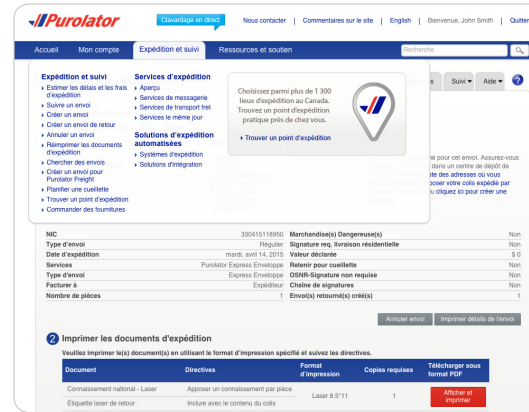 Purolator
Clavardage en direct
Nous contacter | Commentaires sur le site | English | Bienvenue, John Smith | Quitter
Accueil Mon compte Expédition et suivi Ressources et soutien
Recherche
Suivi Aide ?
Expédition et suivi
Estimer les délais et les frais
d'expédition
Suivre un envoi
Créer un envoi
Créer un envoi de retour
Annuler un envoi
Réimprimer les documents
d'expédition
Chercher des envois
Créer un envoi pour
Purolator Freight
Planifier une cueillette
Trouver un point d'expédition
Commander des fournitures
Services d'expédition
Aperçu
Services de messagerie
Services de transport fret
Services le même jour
Solutions d'expédition
automatisées
Systèmes d'expédition
Solutions d'intégration
Choisissez parmi plus de 1 300
lieux d'expédition au Canada.
Trouvez un point d'expédition
pratique près de chez vous.
Trouver un point d'expédition
pour cet envoi. Assurez-vous
dans un centre de dépôt de
des adresses où vous
poser votre colis expédié par
cliquez ici pour créer une
NIC 330415118950 Marchandise(s) Dangereuse(s) Non
Type d'envoi Régulier Signature req. livraison résidentielle Non
Date d'expédition mardi, avril 14, 2015 Valeur déclarée $ 0
Services Purolator Express Enveloppe Retenir pour cueillette Non
Type d'envoi Express Enveloppe OSNR-Signature non requise Non
Facturer à Expéditeur Chaîne de signatures Non
Nombre de pièces 1 Envoi(s) retourné(s) créé(s) 1
Annuler envoi Imprimer détails de l'envoi
2 Imprimer les documents d'expédition
Veuillez imprimer le(s) document(s) en utilisant le format d'impression spécifié et suivez les directives.
Document Directives Format d'impression Copies requises Télécharger sous format PDF
Connaissement national - Laser Apposer un connaissement par pièce
Laser 8.5*11 1 Afficher et imprimer
Étiquette laser de retour Inclure avec le contenu du colis